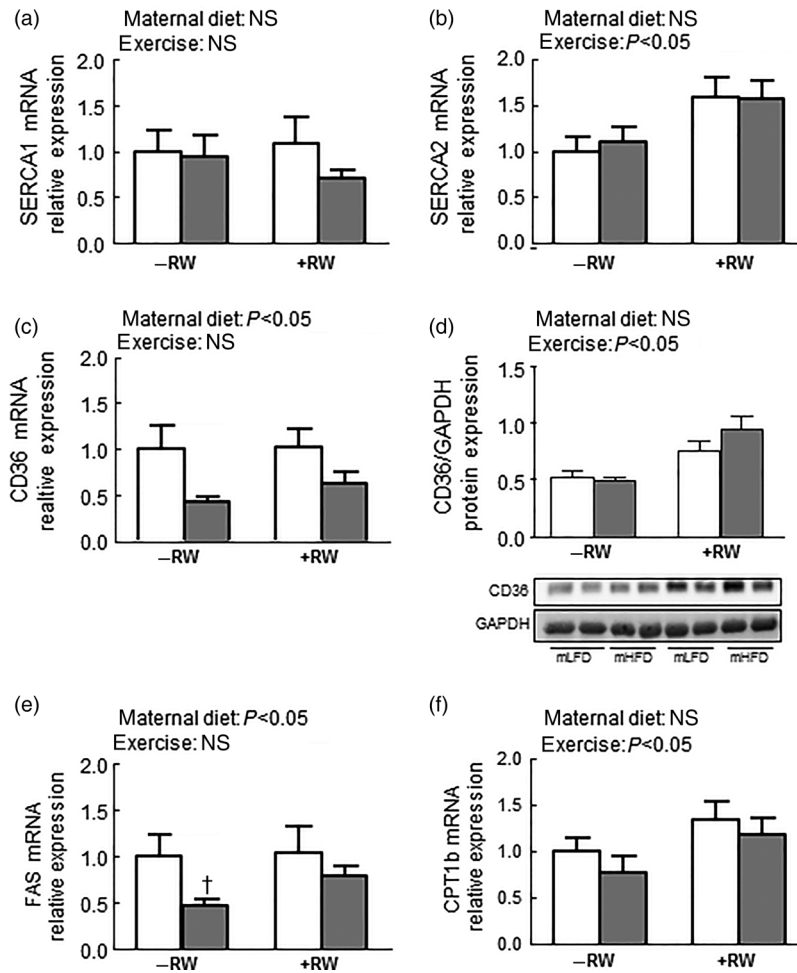 (a)
Maternal diet: NS
Exercise: NS
SERCA1 mRNA
relative expression
2.0
1.5
1.0
0.5
0.0
–RW
+RW
(b)
Maternal diet: NS
Exercise: P<0.05
SERCA2 mRNA
relative expression
2.0
1.5
1.0
0.5
0.0
–RW
+RW
(c)
Maternal diet: P<0.05
Exercise: NS
CD36 mRNA
realtive expression
2.0
1.5
1.0
0.5
0.0
–RW
+RW
(d)
Maternal diet: NS
Exercise: P<0.05
CD36/GAPDH
protein expression
1.5
1.0
0.5
0.0
–RW
+RW
CD36
GAPDH
mLFD mHFD mLFD mHFD
(e)
Maternal diet: P<0.05
Exercise: NS
FAS mRNA
relative expression
2.0
1.5
1.0
0.5
0.0
†
–RW
+RW
(f)
Maternal diet: NS
Exercise: P<0.05
CPT1b mRNA
relative expression
2.0
1.5
1.0
0.5
0.0
–RW
+RW